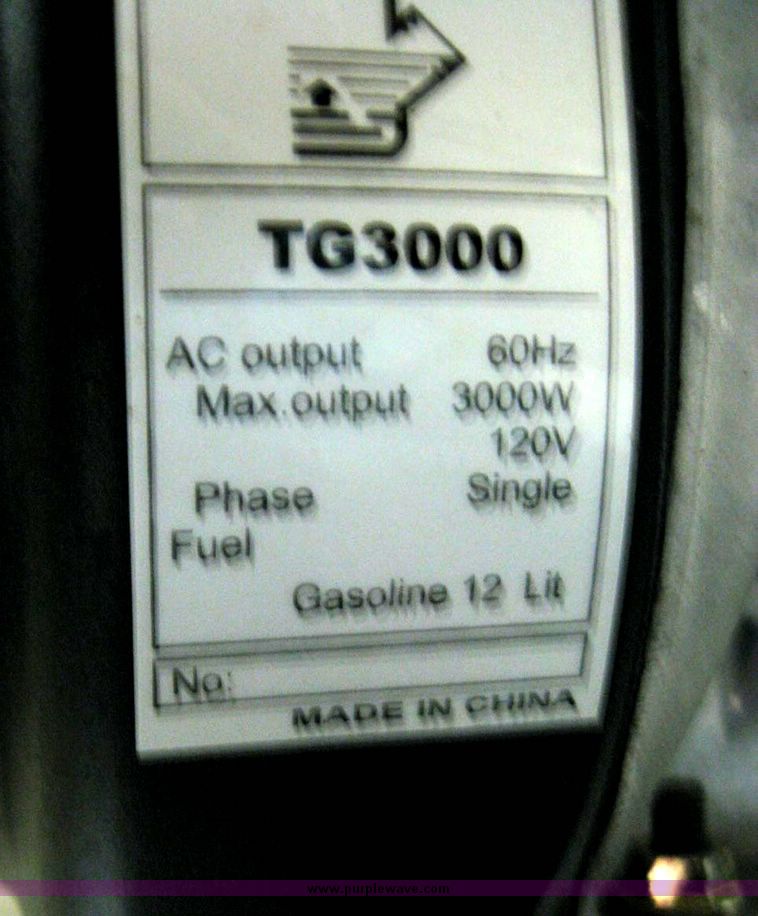 TG3000
AC output 60Hz
Max.output 3000W
120V
Phase Single
Fuel
Gasoline 12 Lit
No:
MADE IN CHINA
www.purplewave.com